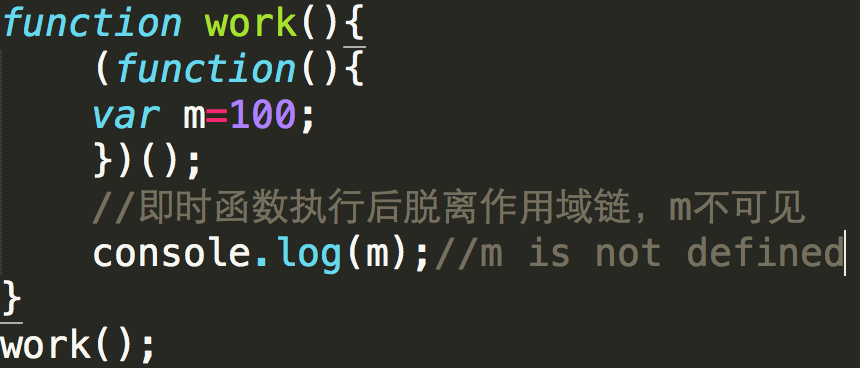 function work(){
(function(){
var m=100;
})();
//即时函数执行后脱离作用域链，m不可见
console.log(m);//m is not defined
}
work();